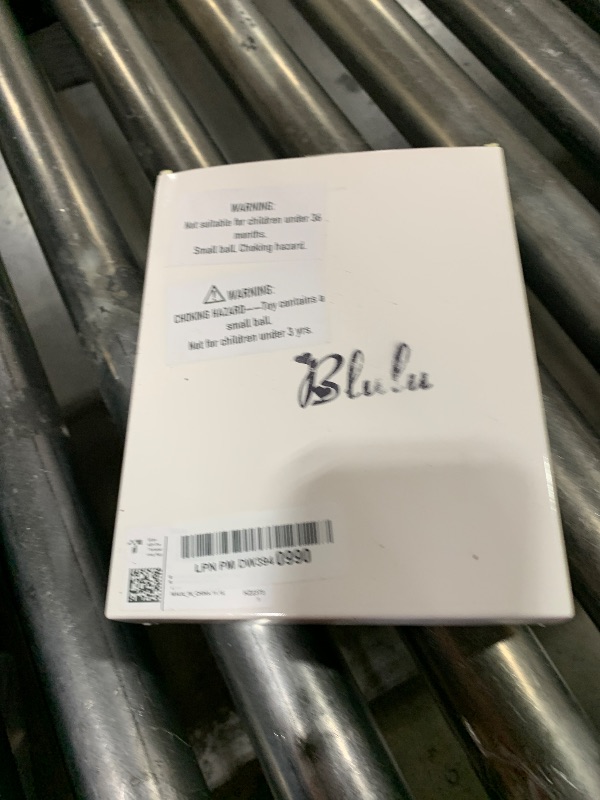 WARNING:
Not suitable for children under 36
months.
Small ball. Choking hazard.
WARNING:
CHOKING HAZARD——Toy contains a
small ball.
Not for children under 3 yrs.
Blulu
LPN PM DW394 0990